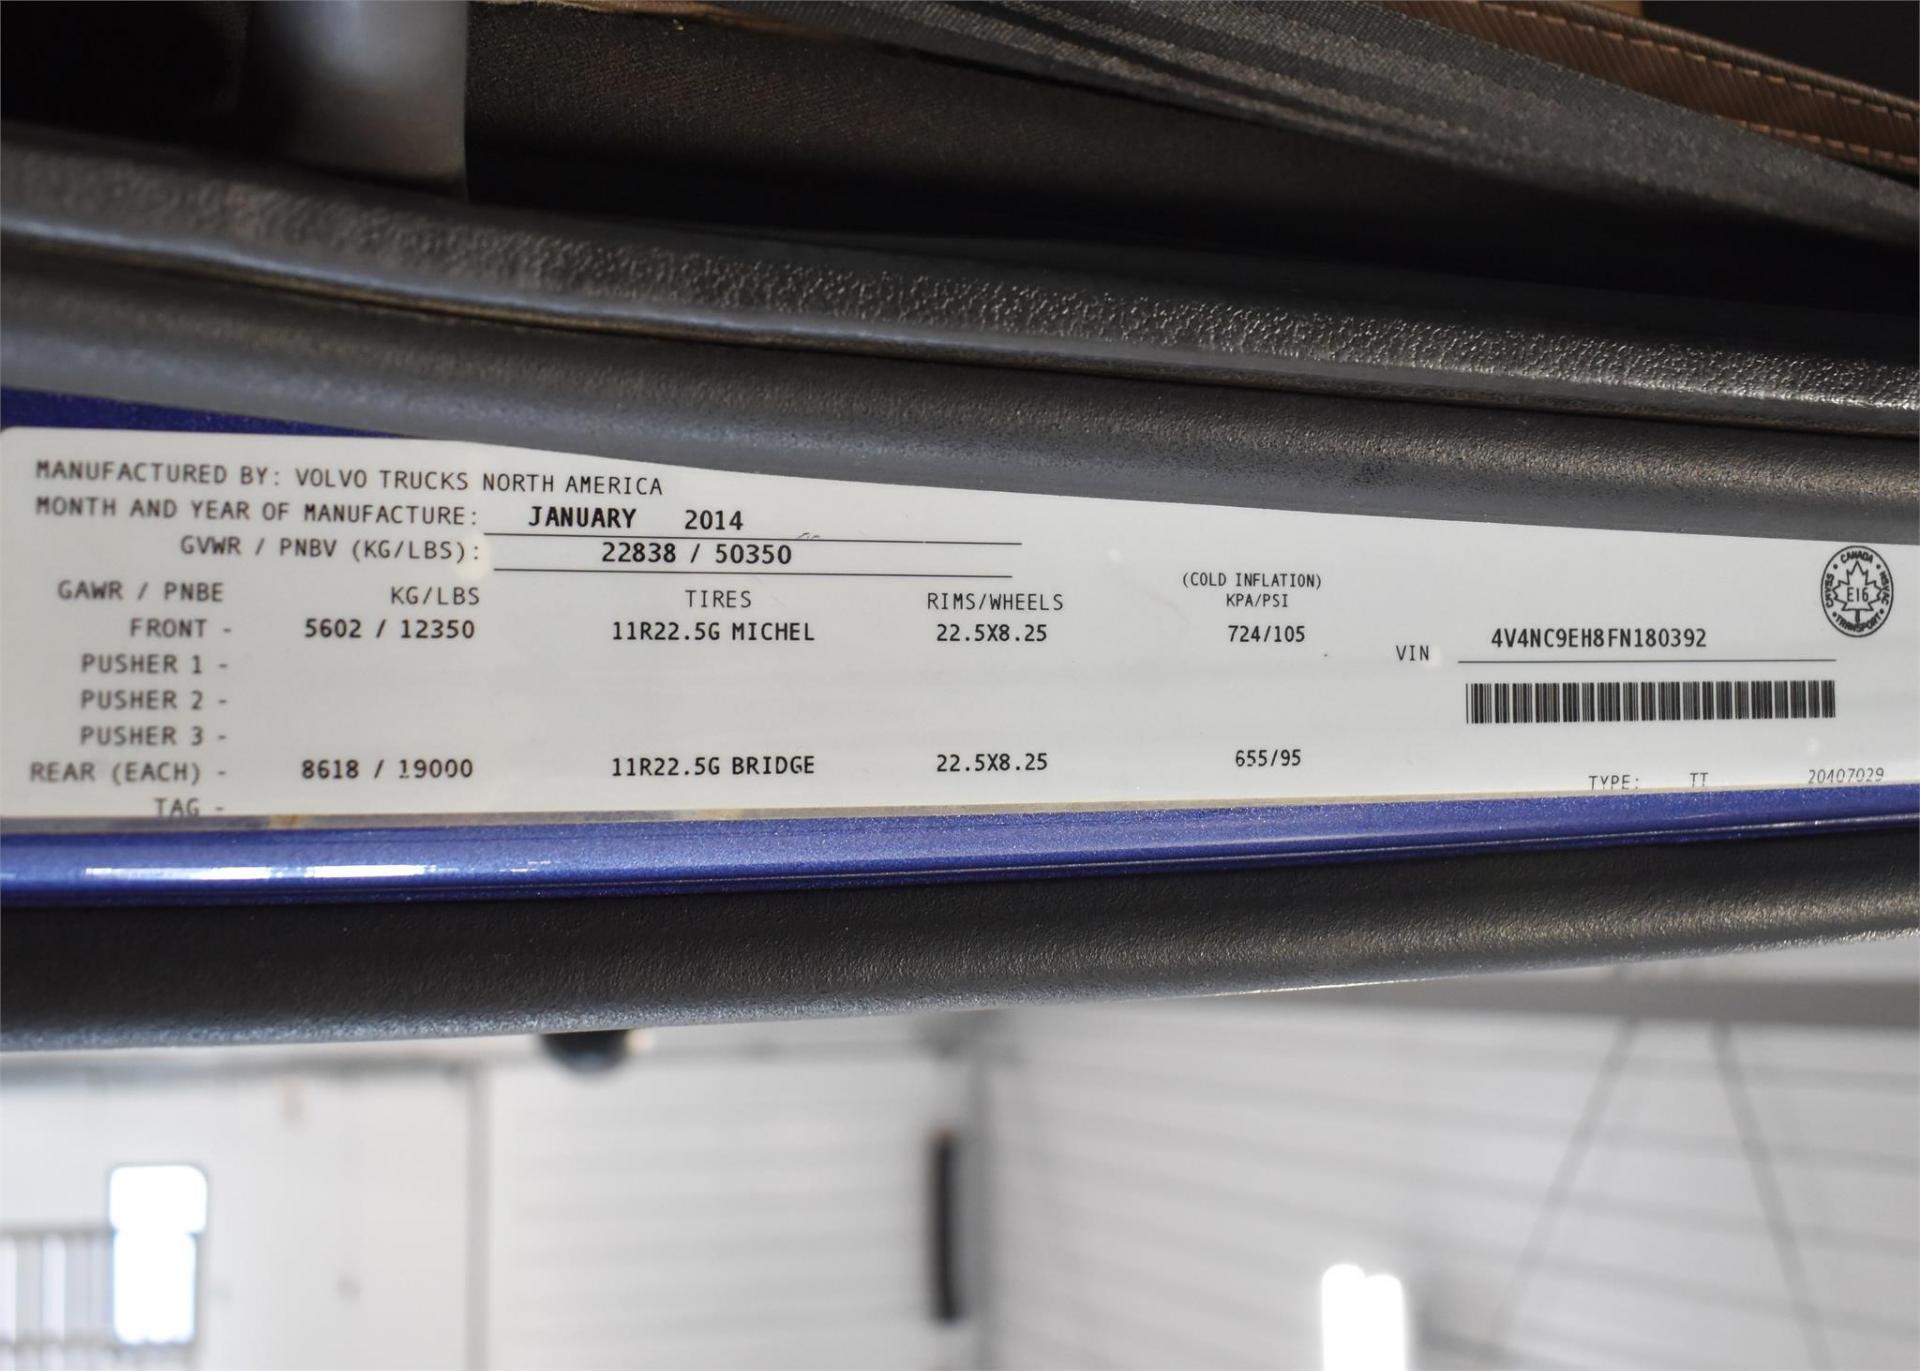 MANUFACTURED BY: VOLVO TRUCKS NORTH AMERICA
MONTH AND YEAR OF MANUFACTURE: JANUARY 2014
GVWR / PNBV (KG/LBS): 22838 / 50350
GAWR / PNBE KG/LBS TIRES RIMS/WHEELS (COLD INFLATION) KPA/PSI
FRONT - 5602 / 12350 11R22.5G MICHEL 22.5X8.25 724/105
PUSHER 1 -
PUSHER 2 -
PUSHER 3 -
REAR (EACH) - 8618 / 19000 11R22.5G BRIDGE 22.5X8.25 655/95
TAG -
VIN 4V4NC9EH8FN180392
TYPE: TT 20407029
CANADA
E16
TRANSPORT